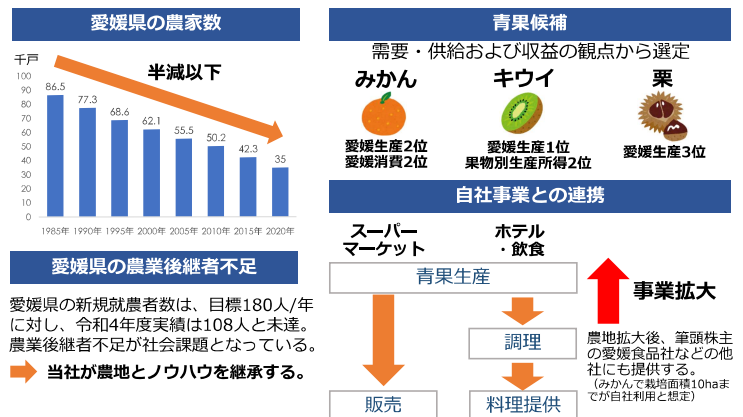 愛媛県の農家数
千戸
半減以下
100
90
80
70
60
50
40
30
20
10
0
86.5
77.3
68.6
62.1
55.5
50.2
42.3
35
1985年 1990年 1995年 2000年 2005年 2010年 2015年 2020年
愛媛県の農業後継者不足
愛媛県の新規就農者数は、目標180人/年
に対し、令和4年度実績は108人と未達。
農業後継者不足が社会課題となっている。
当社が農地とノウハウを継承する。
青果候補
需要・供給および収益の観点から選定
みかん
愛媛生産2位
愛媛消費2位
キウイ
愛媛生産1位
果物別生産所得2位
栗
愛媛生産3位
自社事業との連携
スーパー
マーケット
ホテル
・飲食
青果生産
調理
販売
料理提供
事業拡大
農地拡大後、筆頭株主
の愛媛食品社などの他
社にも提供する。
（みかんで栽培面積10haま
でが自社利用と想定）